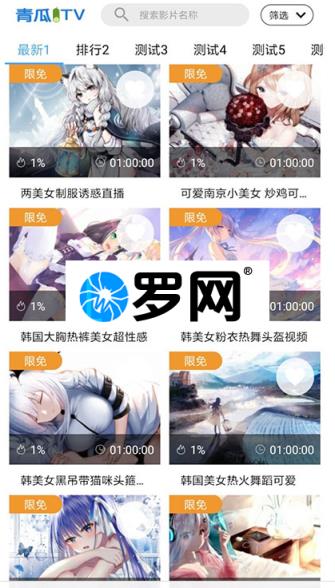 青瓜TV
搜索影片名称
筛选
最新1 排行2 测试3 测试4 测试5 测
限免 限免
1% 01:00:00 1% 01:00:00
两美女制服诱惑直播 可爱南京小美女 炒鸡可...
限免 限免
罗网®
1% 00:00
韩国大胸热裤美女超性感 韩美女粉衣热舞头盔视频
限免 限免
1% 01:00:00 1% 01:00:00
韩美女黑吊带猫咪头箍... 韩国美女热火舞蹈可爱
限免 限免